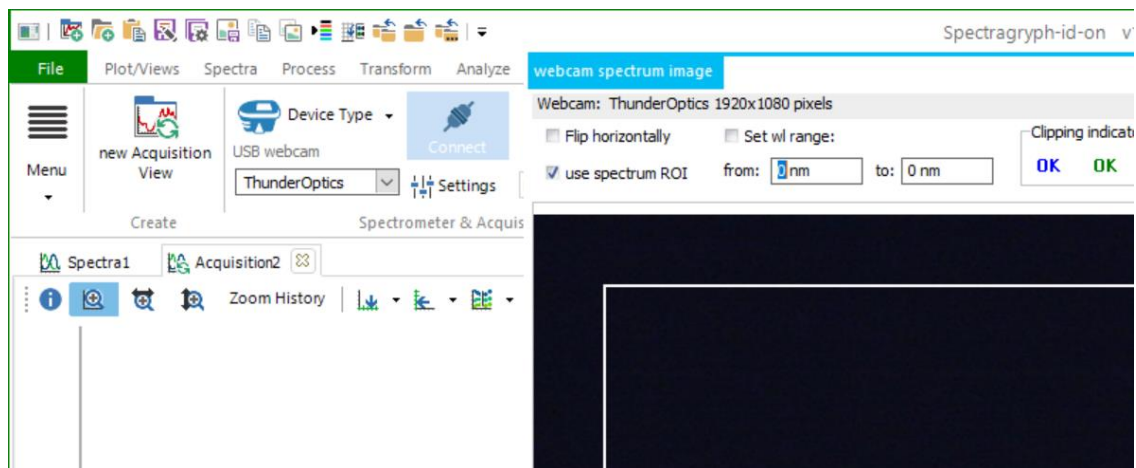 Spectragryph-id-on
File Plot/Views Spectra Process Transform Analyze
webcam spectrum image
Webcam: ThunderOptics 1920x1080 pixels
Flip horizontally
Set wl range:
use spectrum ROI
from: 0 nm
to: 0 nm
OK OK
Menu
new Acquisition
View
Device Type
USB webcam
ThunderOptics
Connect
Settings
Create
Spectrometer & Acquis
Spectra1
Acquisition2
Zoom History